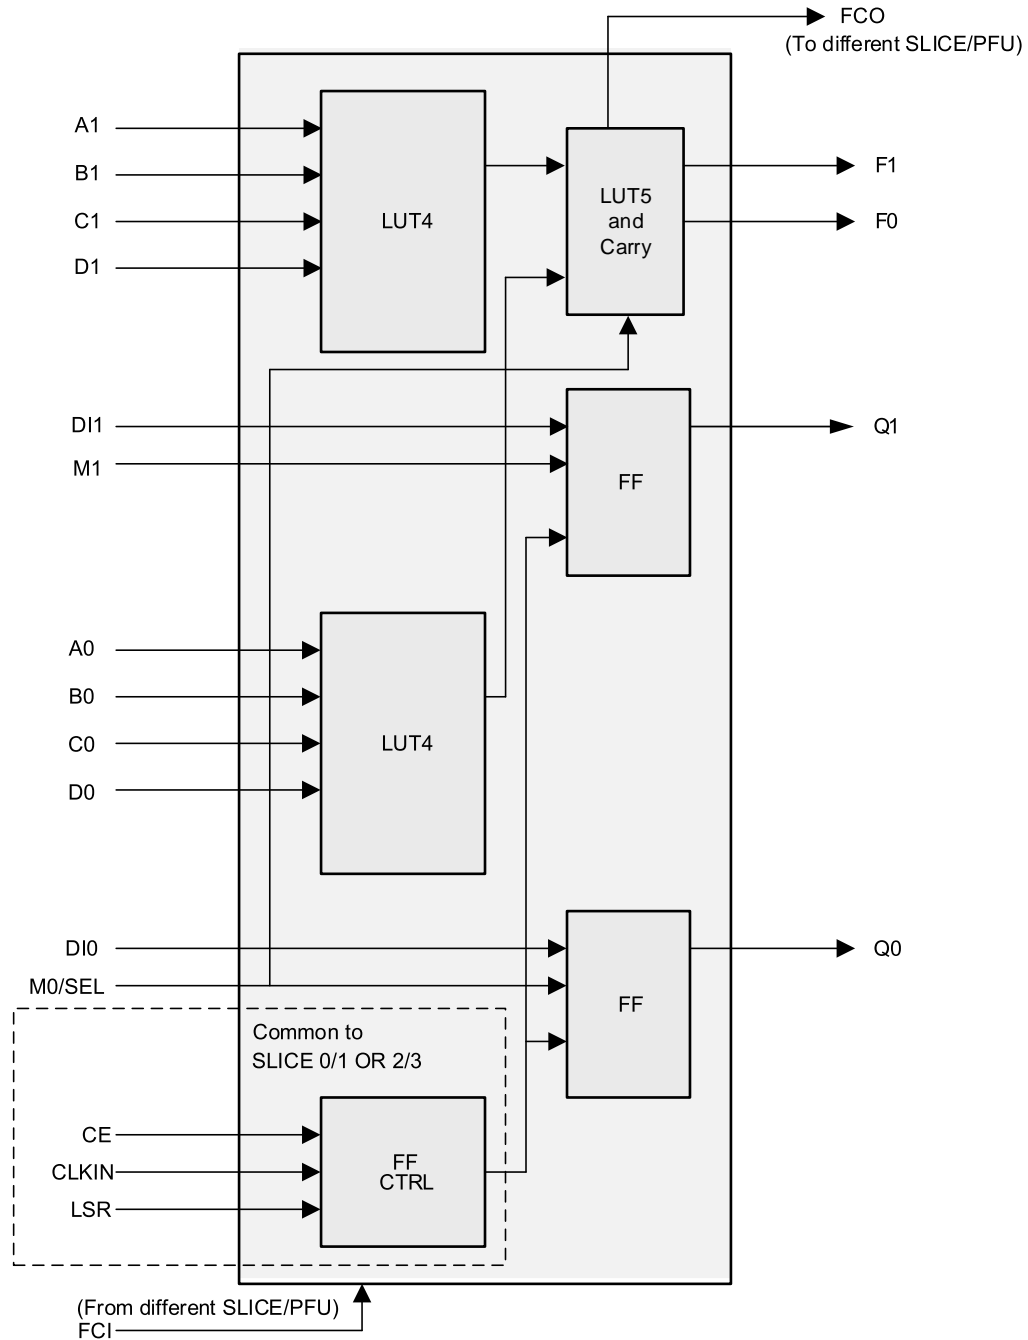 FCO
(To different SLICE/PFU)
A1
B1
C1
D1
LUT4
LUT5
and
Carry
F1
F0
DI1
M1
FF
Q1
A0
B0
C0
D0
LUT4
DI0
M0/SEL
FF
Q0
Common to
SLICE 0/1 OR 2/3
CE
CLKIN
LSR
FF
CTRL
(From different SLICE/PFU)
FCI